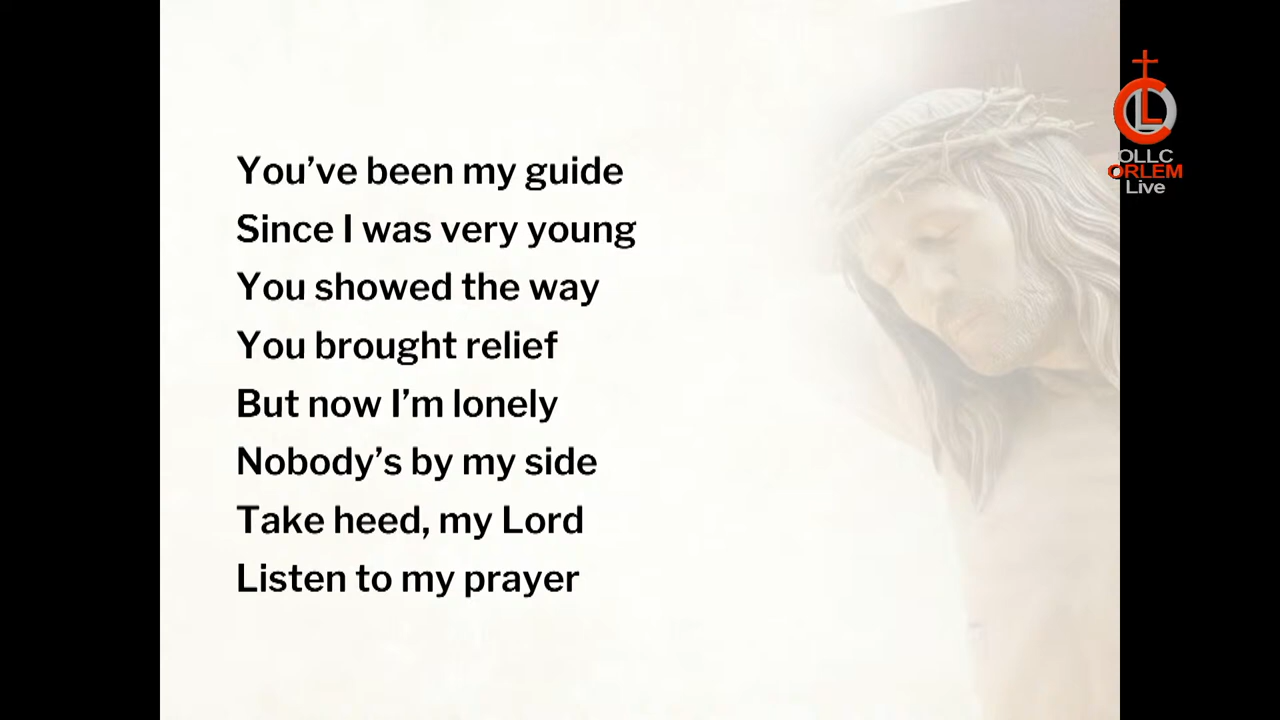 You’ve been my guide
Since I was very young
You showed the way
You brought relief
But now I’m lonely
Nobody’s by my side
Take heed, my Lord
Listen to my prayer
OLLC
ORLEM
Live